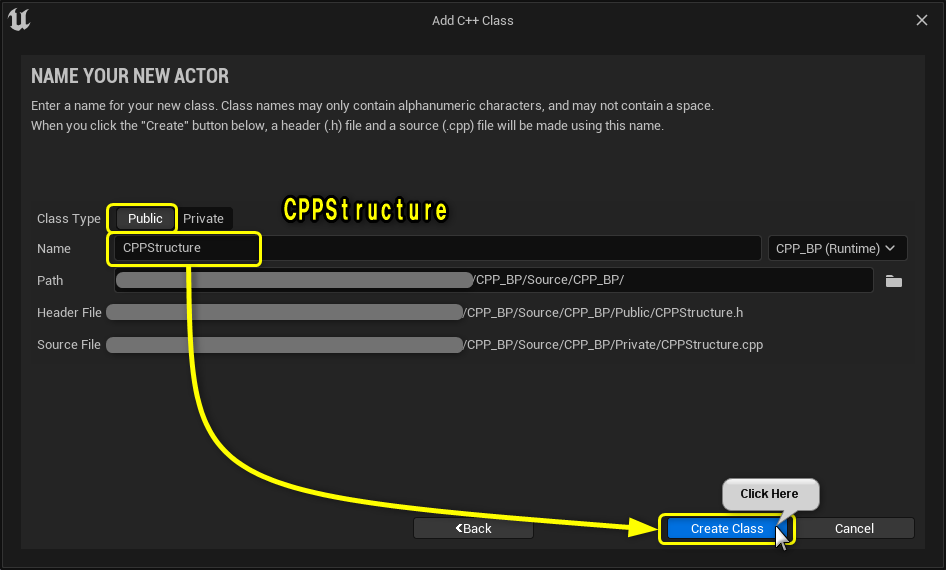 Add C++ Class
NAME YOUR NEW ACTOR
Enter a name for your new class. Class names may only contain alphanumeric characters, and may not contain a space.
When you click the "Create" button below, a header (.h) file and a source (.cpp) file will be made using this name.
CPPStructure
Class Type Public Private
Name CPPStructure CPP_BP (Runtime)
Path /CPP_BP/Source/CPP_BP/
Header File /CPP_BP/Source/CPP_BP/Public/CPPStructure.h
Source File /CPP_BP/Source/CPP_BP/Private/CPPStructure.cpp
Click Here
Back Create Class Cancel